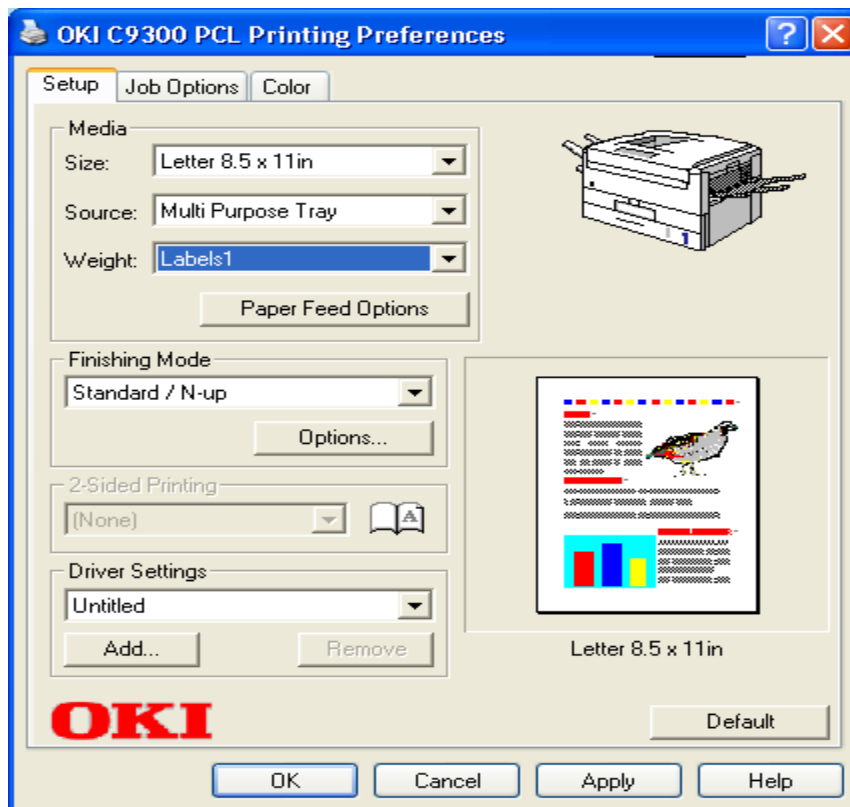 OKI C9300 PCL Printing Preferences
Setup Job Options Color
Media
Size: Letter 8.5 x 11in
Source: Multi Purpose Tray
Weight: Labels1
Paper Feed Options
Finishing Mode
Standard / N-up
Options...
2-Sided Printing
(None)
A
Driver Settings
Untitled
Add... Remove
1
Letter 8.5 x 11in
OKI
Default
OK Cancel Apply Help